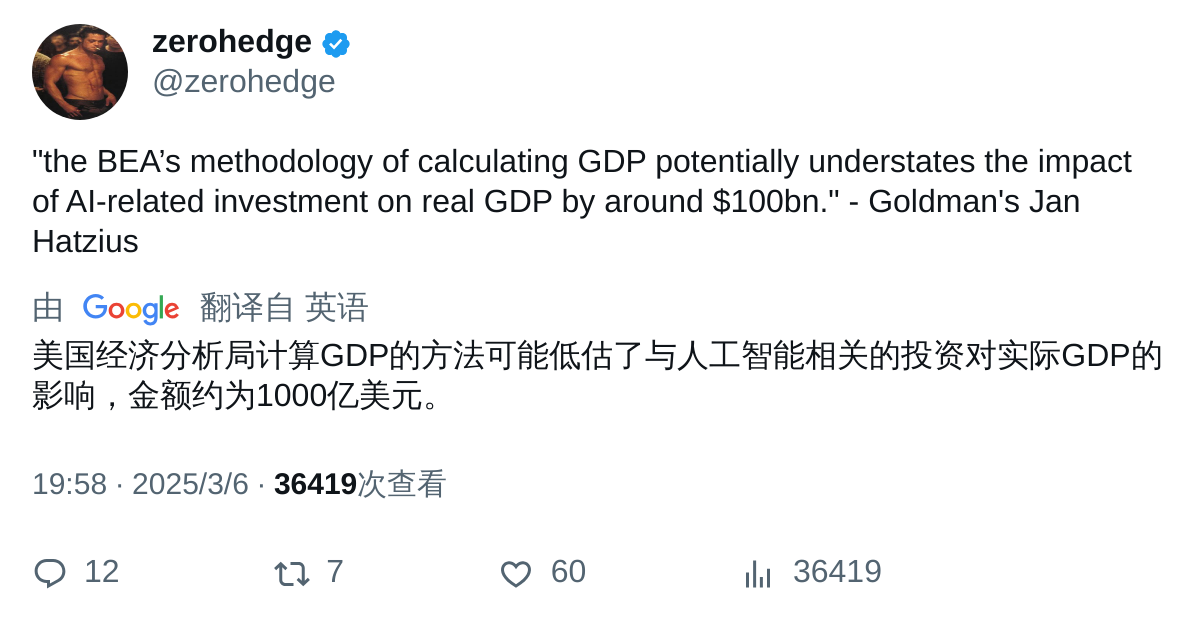 zerohedge
@zerohedge
"the BEA’s methodology of calculating GDP potentially understates the impact
of AI-related investment on real GDP by around $100bn." - Goldman's Jan
Hatzius
由 Google 翻译自 英语
美国经济分析局计算GDP的方法可能低估了与人工智能相关的投资对实际GDP的
影响，金额约为1000亿美元。
19:58 · 2025/3/6 · 36419次查看
12 7 60 36419